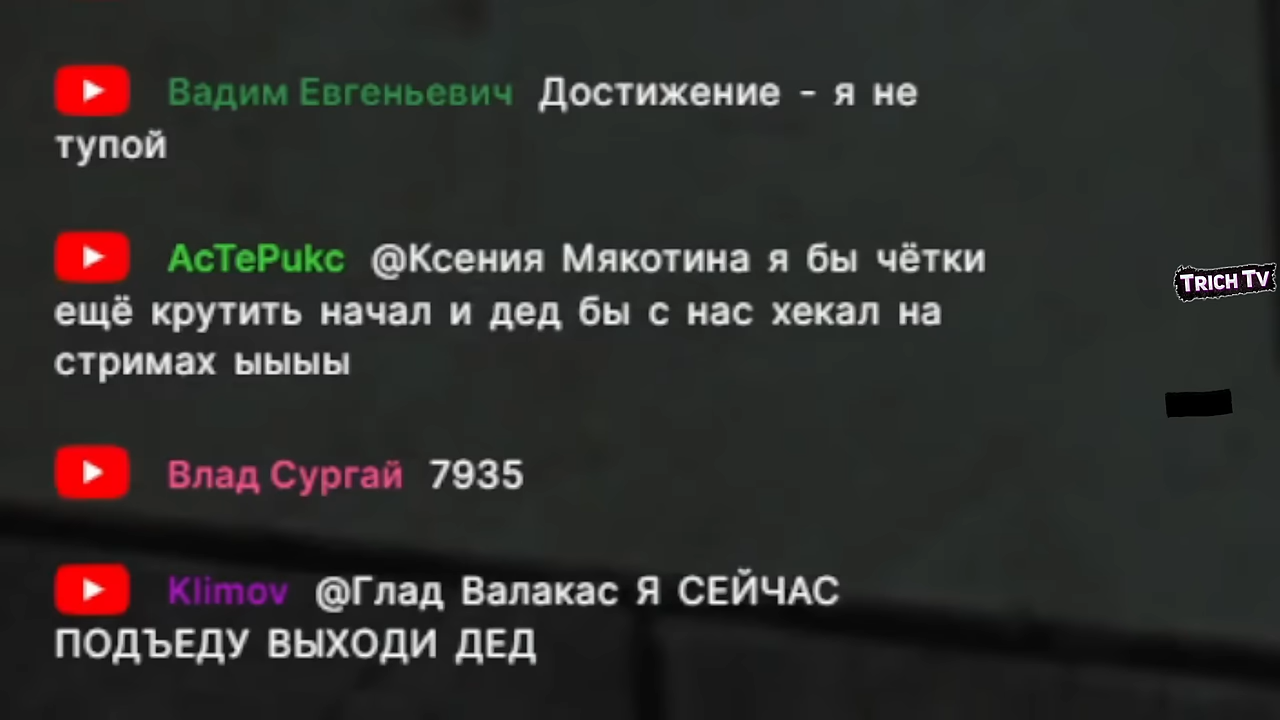 Вадим Евгеньевич Достижение - я не
тупой
АсТеРukc @Ксения Мякотина я бы чётки
ещё крутить начал и дед бы с нас хекал на
стримах ыыыы
Влад Сургай 7935
Klimov @Глад Валакас Я СЕЙЧАС
ПОДЪЕДУ ВЫХОДИ ДЕД
TRICH TV